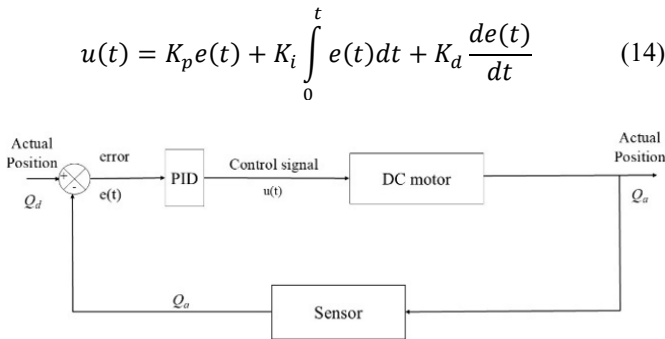 u(t) = K_p e(t) + K_i ∫_0^t e(t)dt + K_d de(t)/dt (14)
Actual
Position
error
Control signal
Actual
Position
+
-
PID
DC motor
Q_d
e(t)
u(t)
Q_a
Q_a
Sensor